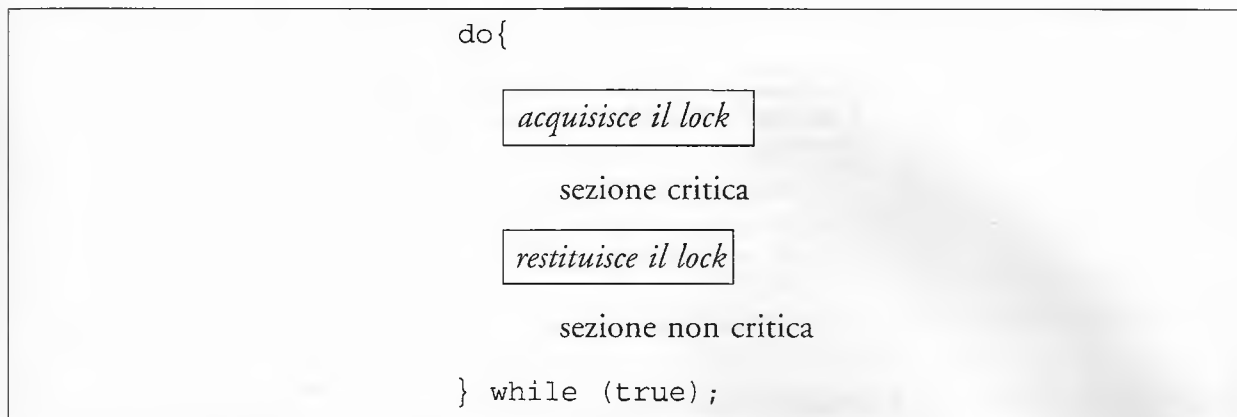 do{
acquisisce il lock
sezione critica
restituisce il lock
sezione non critica
} while (true);